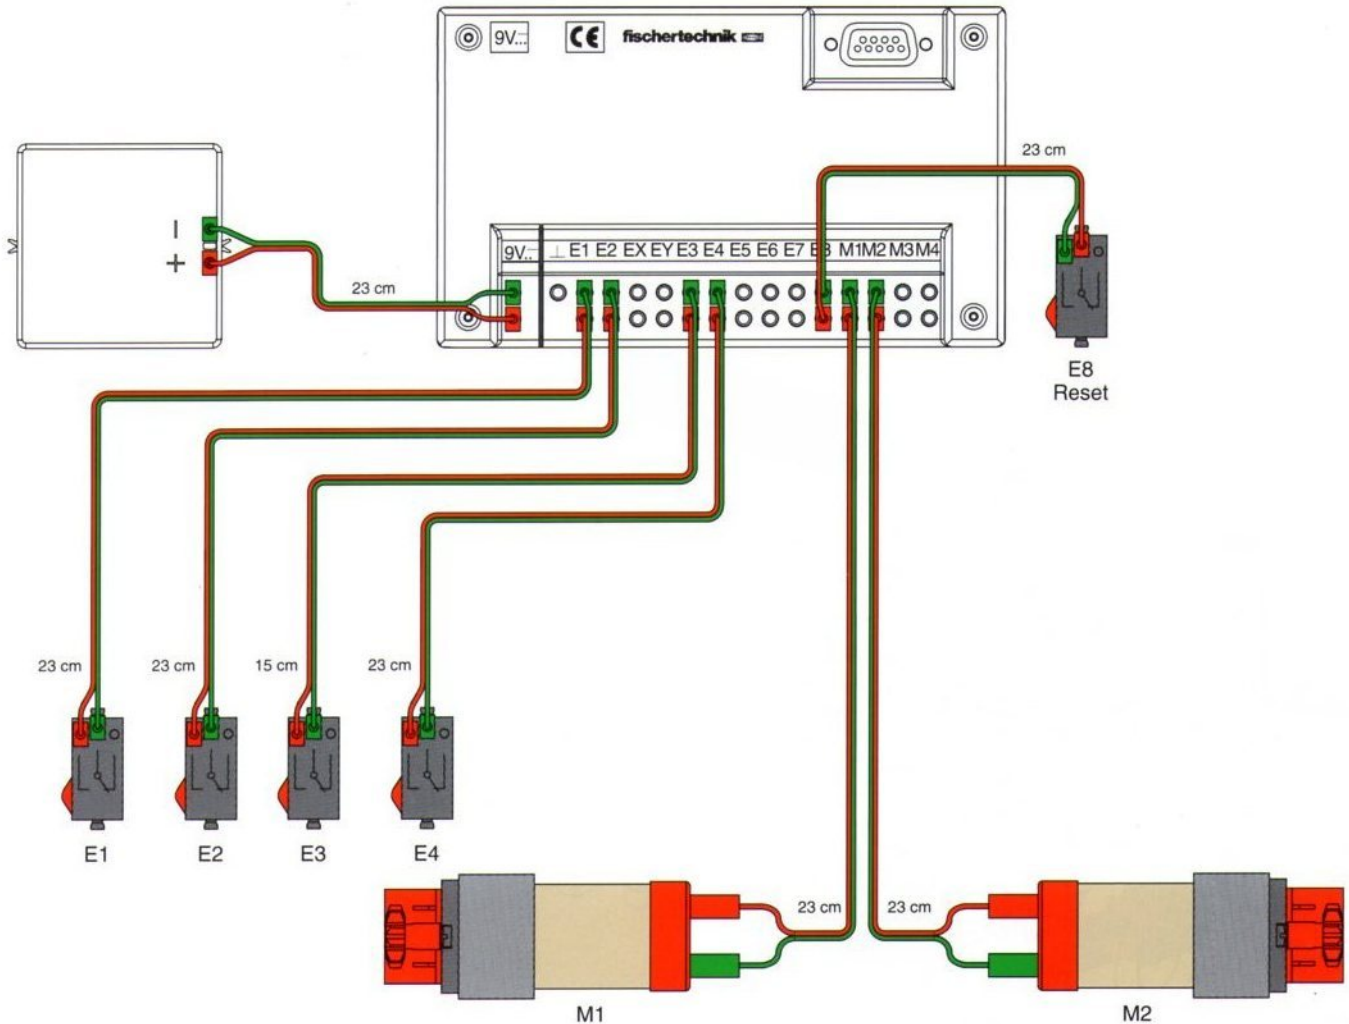 9V
CE
fischertechnik
23 cm
−
+
23 cm
9V
⊥ E1 E2 EX EY E3 E4 E5 E6 E7 E8 M1 M2 M3 M4
E8
Reset
23 cm
23 cm
15 cm
23 cm
E1
E2
E3
E4
23 cm
23 cm
M1
M2